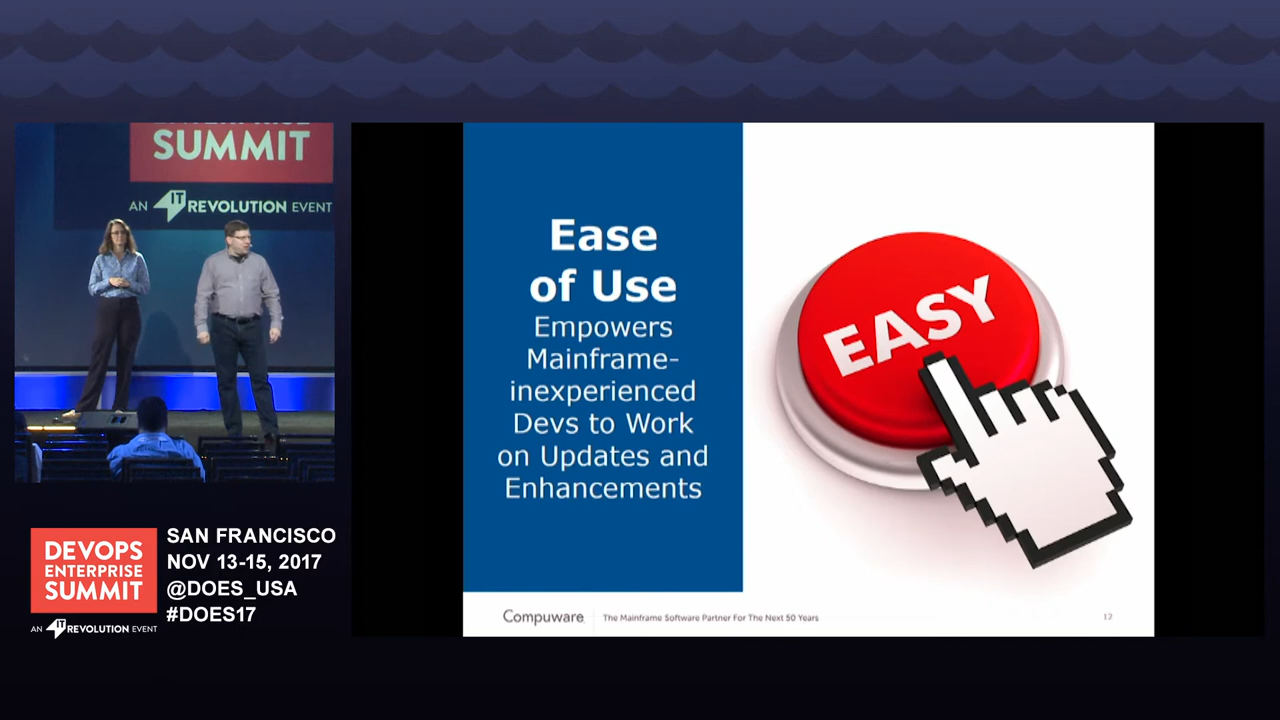 SUMMIT
AN IT REVOLUTION EVENT
DEVOPS
ENTERPRISE
SUMMIT
AN IT REVOLUTION EVENT
SAN FRANCISCO
NOV 13-15, 2017
@DOES_USA
#DOES17
Ease
of Use
Empowers
Mainframe-
inexperienced
Devs to Work
on Updates and
Enhancements
EASY
Compuware
The Mainframe Software Partner For The Next 50 Years
12